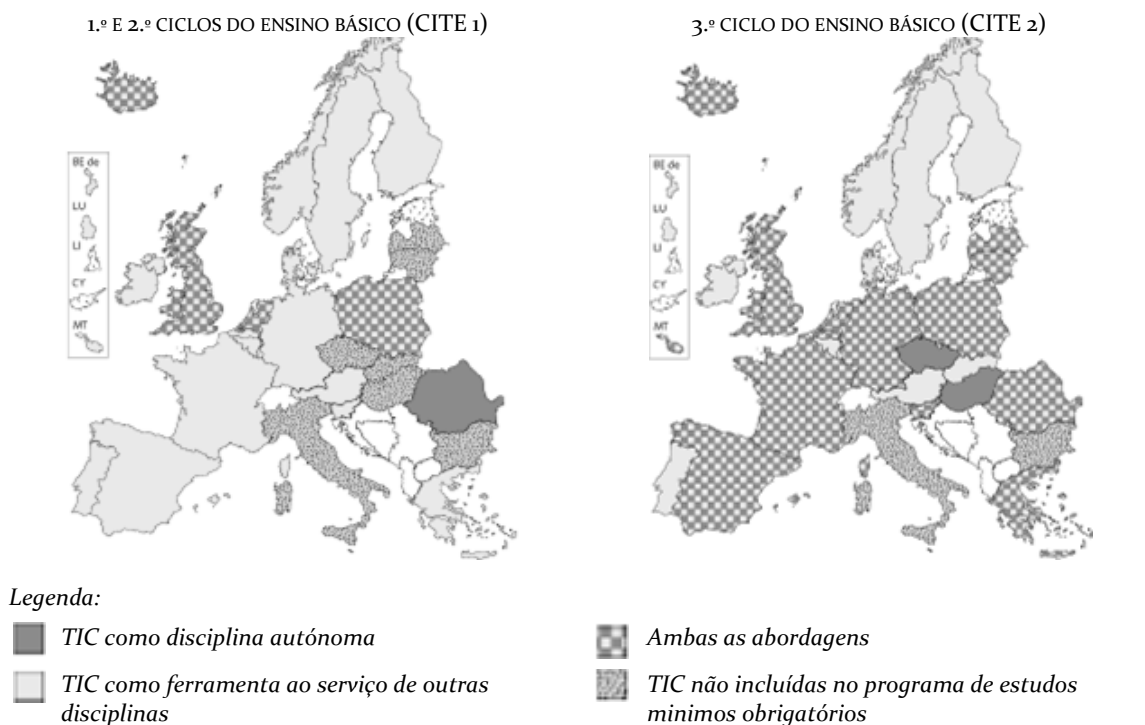 1.º E 2.º CICLOS DO ENSINO BÁSICO (CITE 1)
3.º CICLO DO ENSINO BÁSICO (CITE 2)
BE de
LU
LI
CY
MT
BE de
LU
LI
CY
MT
Legenda:
TIC como disciplina autónoma
Ambas as abordagens
TIC como ferramenta ao serviço de outras
disciplinas
TIC não incluídas no programa de estudos
minimos obrigatórios